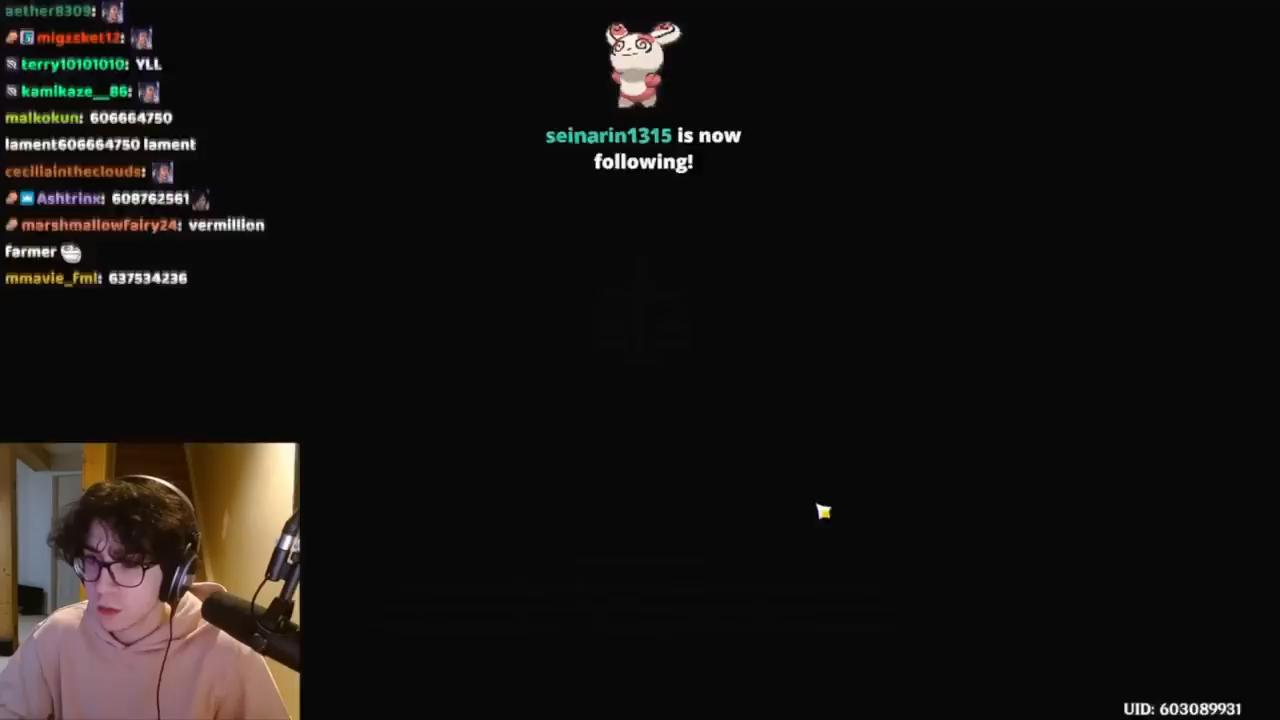 aether8309:
migzsket12:
terry10101010: YLL
kamikaze__86:
malkokun: 606664750
lament606664750 lament
ceciliaintheclouds:
Ashtrinx: 608762561
marshmallowfairy24: vermillion
farmer
mmavie_fml: 637534236
seinarin1315 is now
following!
UID: 603089931